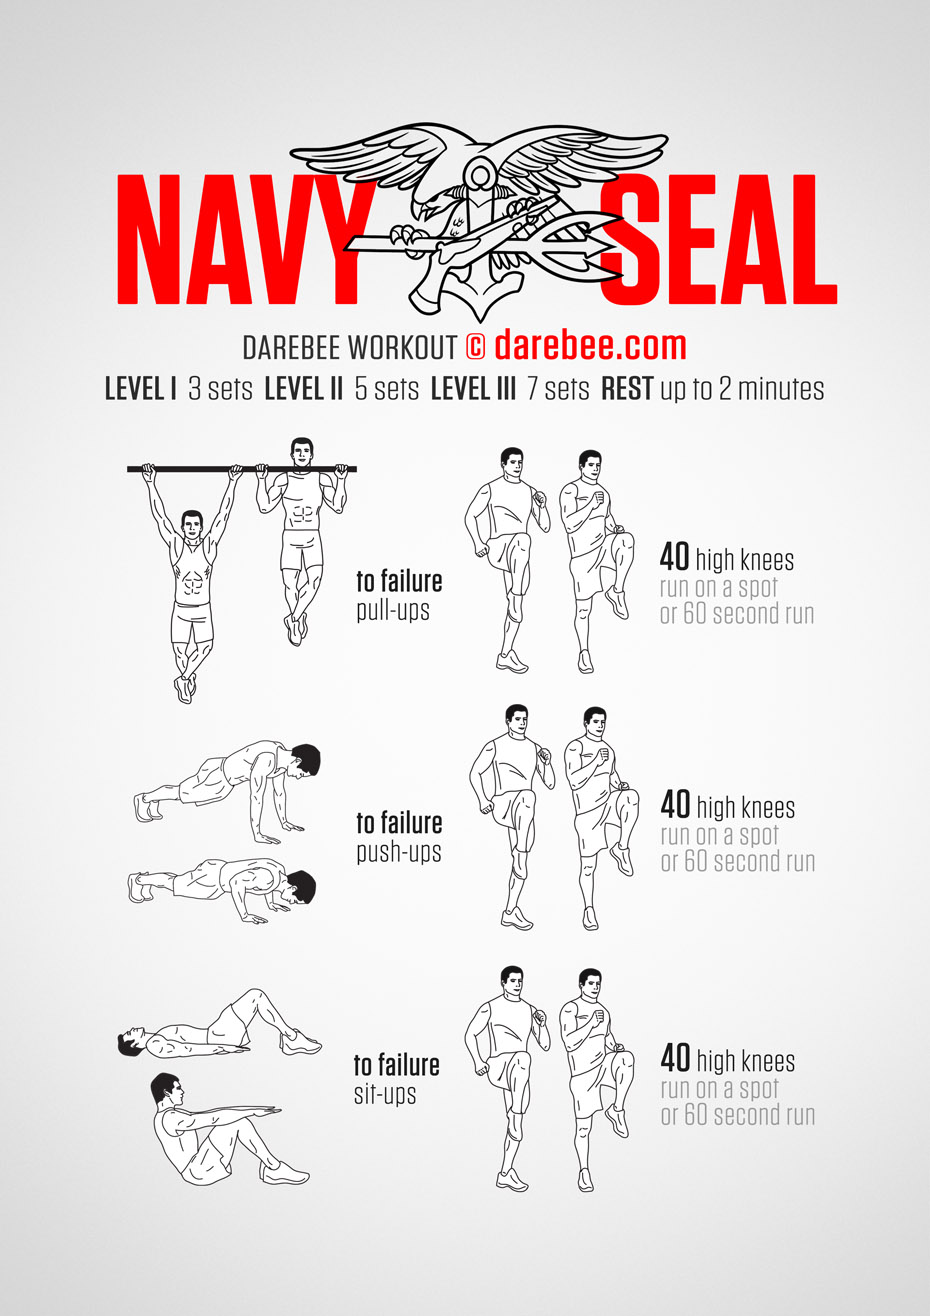 NAVY SEAL
DAREBEE WORKOUT © darebee.com
LEVEL I 3 sets LEVEL II 5 sets LEVEL III 7 sets REST up to 2 minutes
to failure
pull-ups
40 high knees
run on a spot
or 60 second run
to failure
push-ups
40 high knees
run on a spot
or 60 second run
to failure
sit-ups
40 high knees
run on a spot
or 60 second run